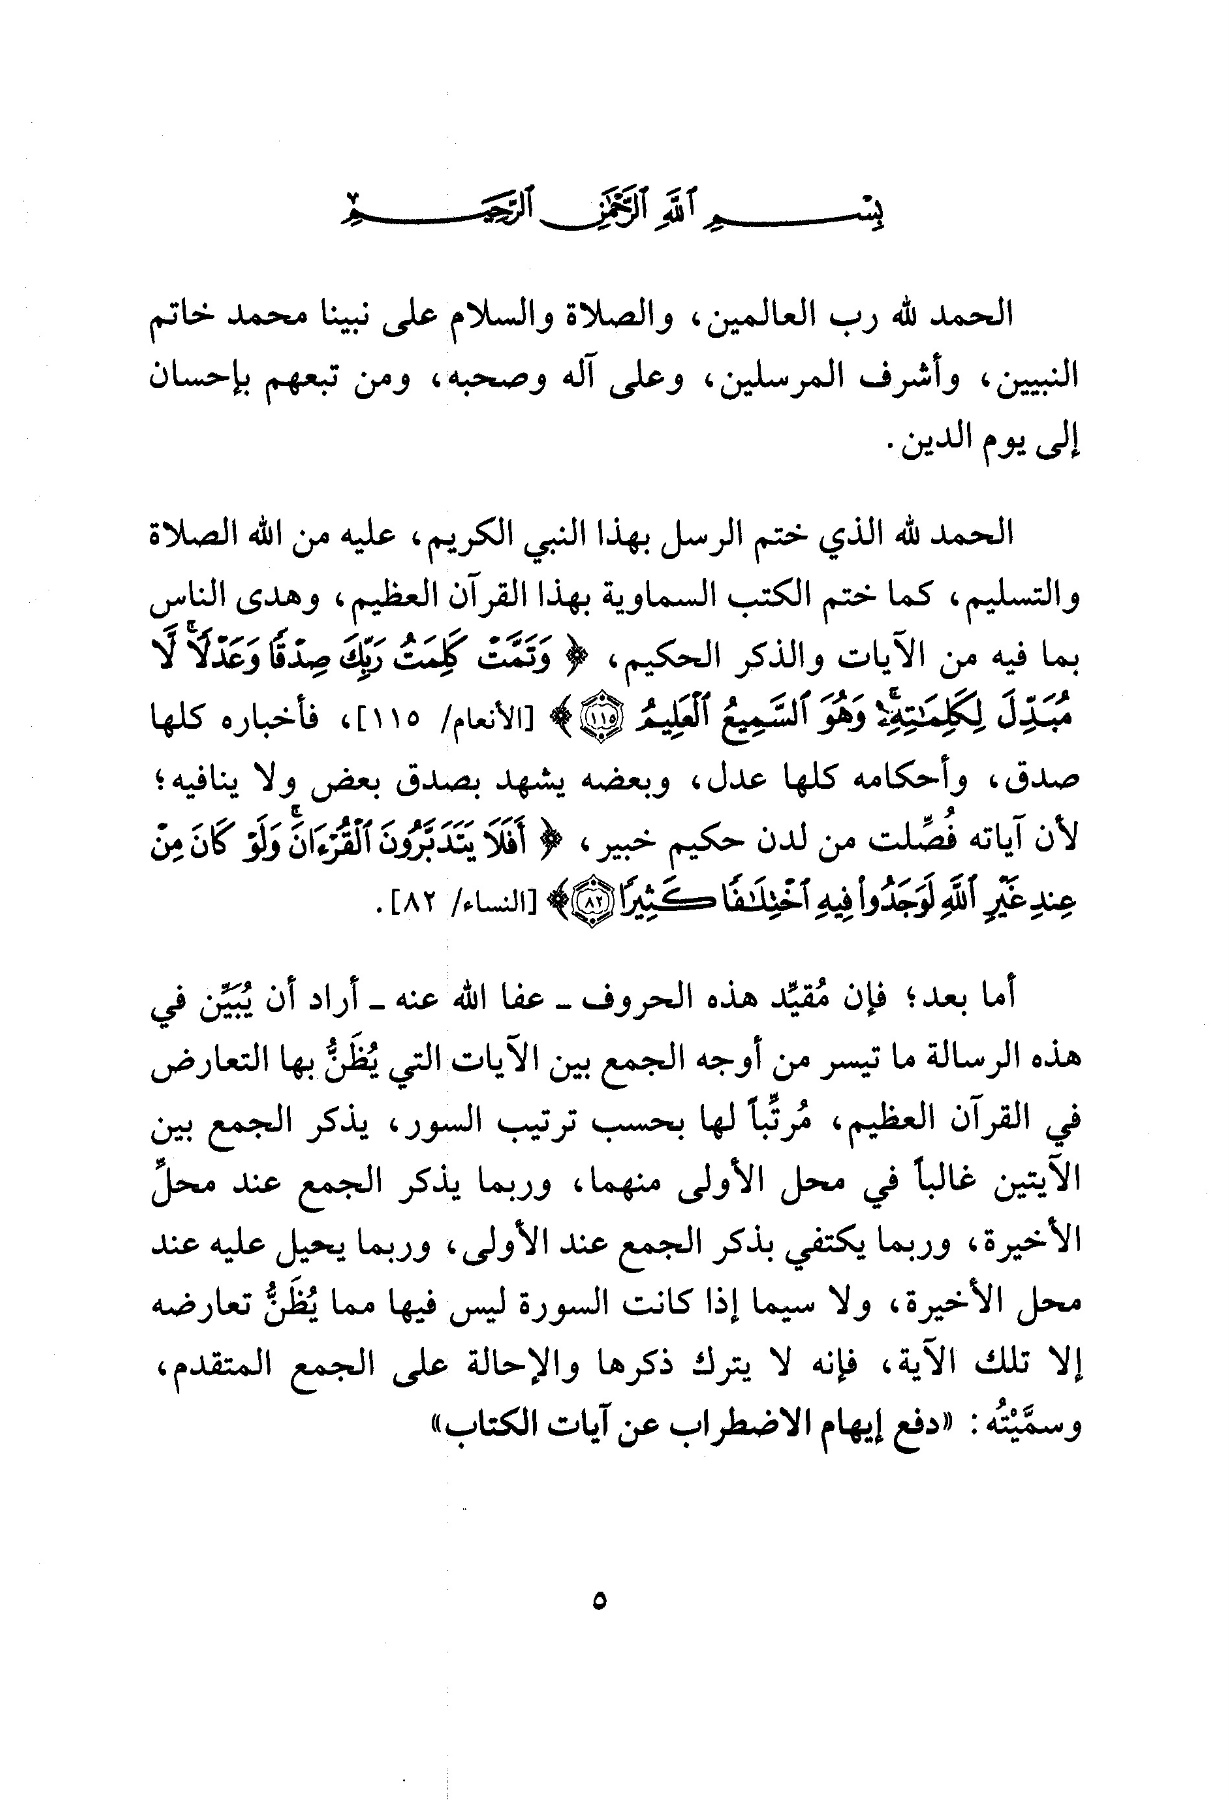 بِسْمِ ٱللَّهِ ٱلرَّحْمَٰنِ ٱلرَّحِيمِ
الحمد لله رب العالمين، والصلاة والسلام على نبينا محمد خاتم
النبيين، وأشرف المرسلين، وعلى آله وصحبه، ومن تبعهم بإحسان
إلى يوم الدين.
الحمد لله الذي ختم الرسل بهذا النبي الكريم، عليه من الله الصلاة
والتسليم، كما ختم الكتب السماوية بهذا القرآن العظيم، وهدى الناس
بما فيه من الآيات والذكر الحكيم، ﴿ وَتَمَّتْ كَلِمَتُ رَبِّكَ صِدْقًا وَعَدْلًا ۚ لَّا
مُبَدِّلَ لِكَلِمَٰتِهِۦ ۚ وَهُوَ ٱلسَّمِيعُ ٱلْعَلِيمُ ١١٥﴾ [الأنعام/ ١١٥]، فأخباره كلها
صدق، وأحكامه كلها عدل، وبعضه يشهد بصدق بعض ولا ينافيه؛
لأن آياته فُصِّلت من لدن حكيم خبير، ﴿ أَفَلَا يَتَدَبَّرُونَ ٱلْقُرْءَانَ ۚ وَلَوْ كَانَ مِنْ
عِندِ غَيْرِ ٱللَّهِ لَوَجَدُوا۟ فِيهِ ٱخْتِلَٰفًا كَثِيرًا ٨٢﴾ [النساء/ ٨٢].
أما بعد؛ فإن مُقيِّد هذه الحروف ـ عفا الله عنه ـ أراد أن يُبَيِّن في
هذه الرسالة ما تيسر من أوجه الجمع بين الآيات التي يُظَنُّ بها التعارض
في القرآن العظيم، مُرتِّباً لها بحسب ترتيب السور، يذكر الجمع بين
الآيتين غالباً في محل الأولى منهما، وربما يذكر الجمع عند محلِّ
الأخيرة، وربما يكتفي بذكر الجمع عند الأولى، وربما يحيل عليه عند
محل الأخيرة، ولا سيما إذا كانت السورة ليس فيها مما يُظَنُّ تعارضه
إلا تلك الآية، فإنه لا يترك ذكرها والإحالة على الجمع المتقدم،
وسمَّيْتُه: «دفع إيهام الاضطراب عن آيات الكتاب»
٥